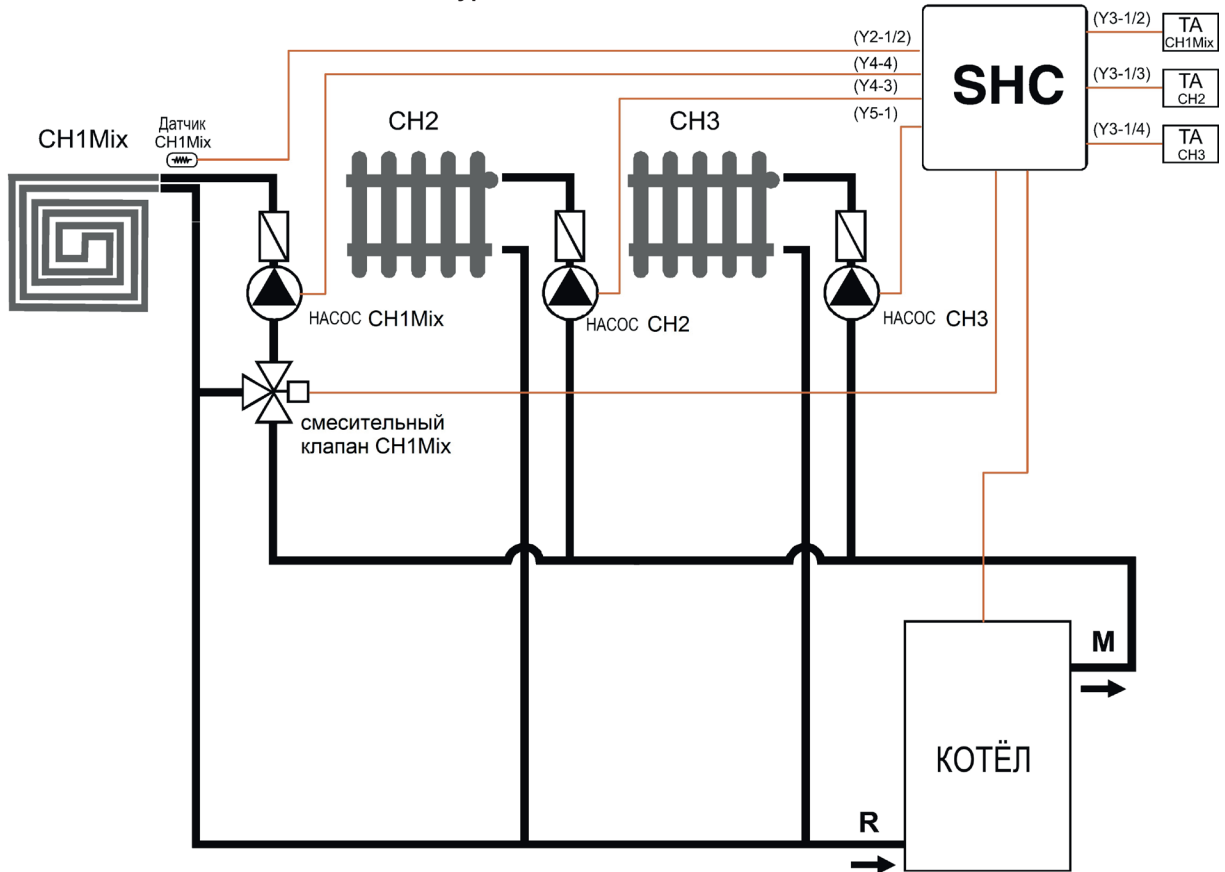 (Y2-1/2)
(Y4-4)
(Y4-3)
(Y5-1)
SHC
(Y3-1/2)
TA
CH1Mix
(Y3-1/3)
TA
CH2
(Y3-1/4)
TA
CH3
CH1Mix
Датчик
CH1Mix
CH2
CH3
НАСОС CH1Mix
НАСОС CH2
НАСОС CH3
смесительный
клапан CH1Mix
M
КОТЁЛ
R